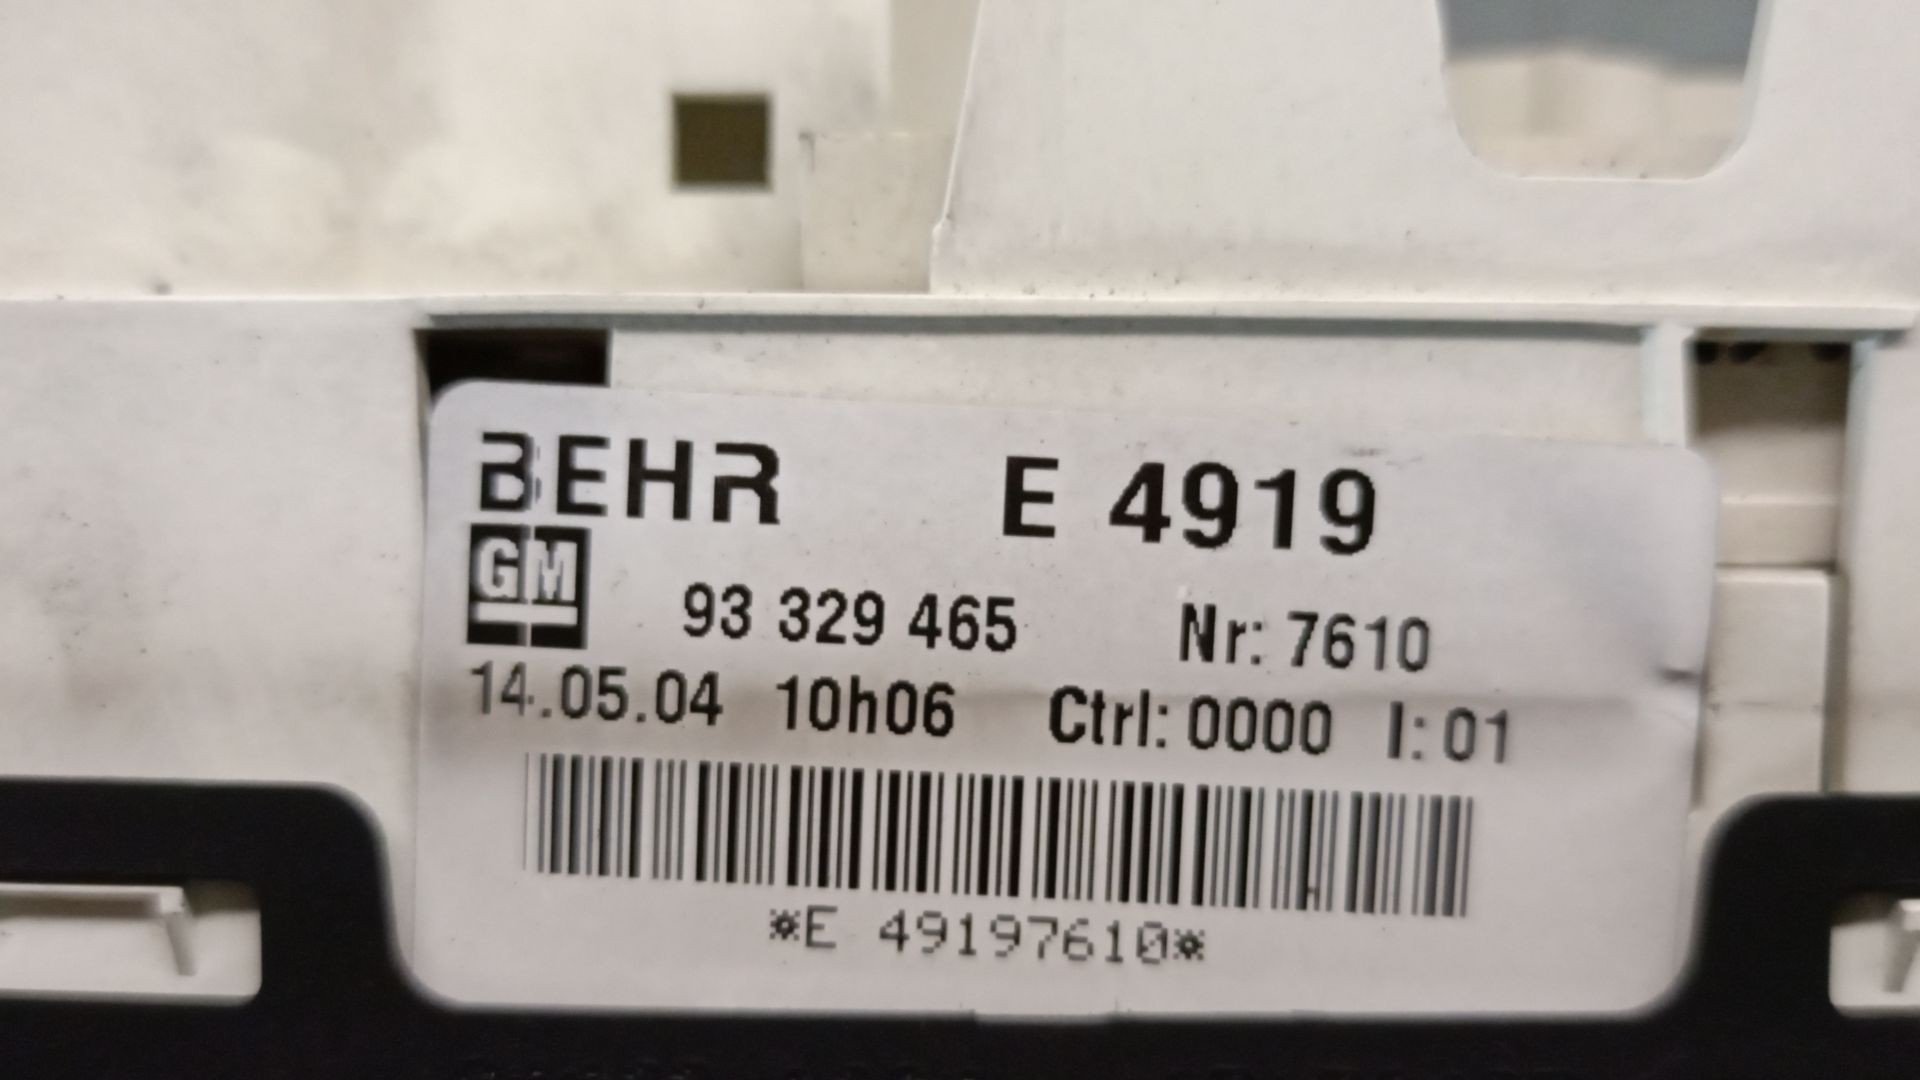 BEHR E 4919
GM
93 329 465 Nr: 7610
14.05.04 10h06 Ctrl: 0000 I: 01
*E 49197610*